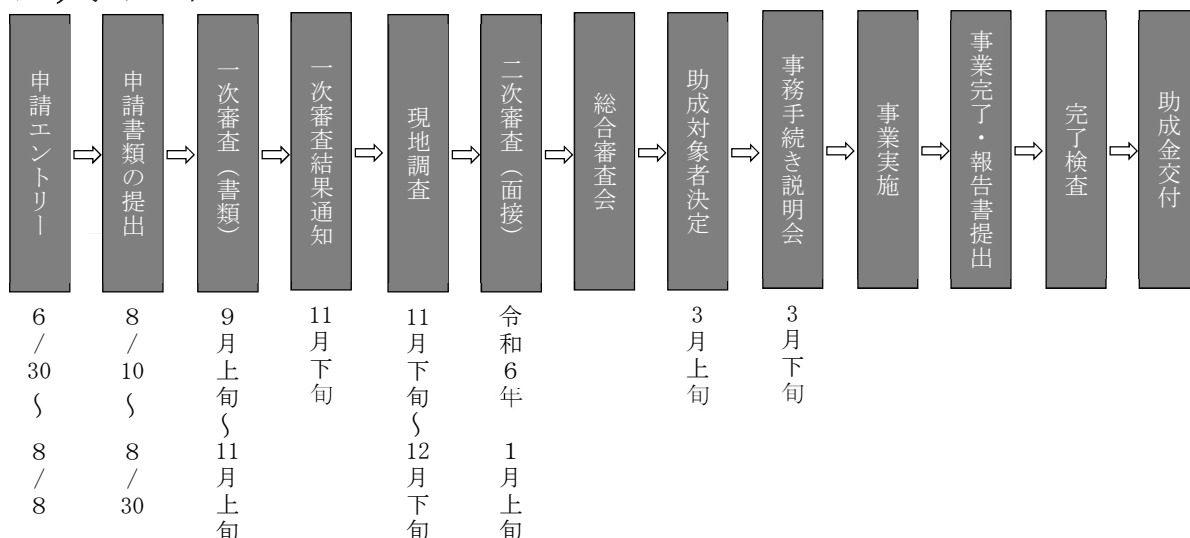 申請エントリー
申請書類の提出
一次審査（書類）
一次審査結果通知
現地調査
二次審査（面接）
総合審査会
助成対象者決定
事務手続き説明会
事業実施
事業完了・報告書提出
完了検査
助成金交付
6/30～8/8
8/10～8/30
9月上旬～11月上旬
11月下旬
11月下旬～12月下旬
令和6年 1月上旬
3月上旬
3月下旬